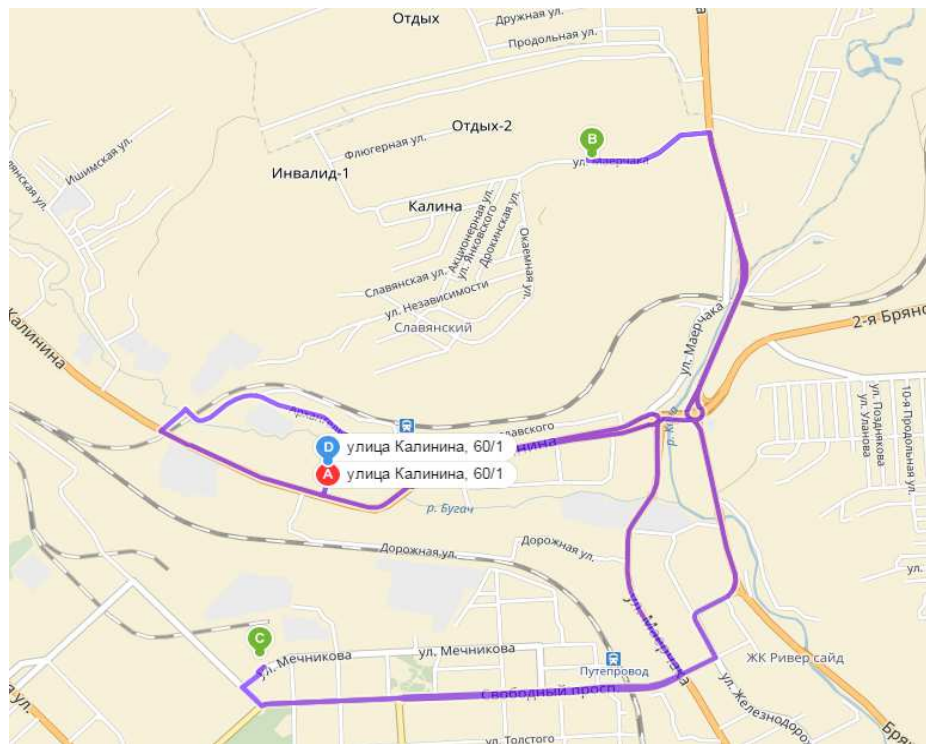 Отдых
Дружная ул.
Продольная ул.
Отдых-2
B
Флюгерная ул.
ул. Маерчака
Инвалид-1
Ишимская ул.
Калина
Акционерная ул.
ул. Янковского
Дрокинская ул.
Окаемная ул.
Славянская ул.
ул. Независимости
Славянский
ул. Маерчака
2-я Брянс
Калинина
D улица Калинина, 60/1
A улица Калинина, 60/1
р. Бугач
Дорожная ул.
Дорожная ул.
ул. Позднякова
ул. Уланова
10-я Продольная ул.
ул.
C
ул. Мечникова
ул. Мечникова
Путепровод
ул. Маерчака
ЖК Ривер сайд
Свободный просп.
ул. Железнодоро
Брян
ул. Толстого